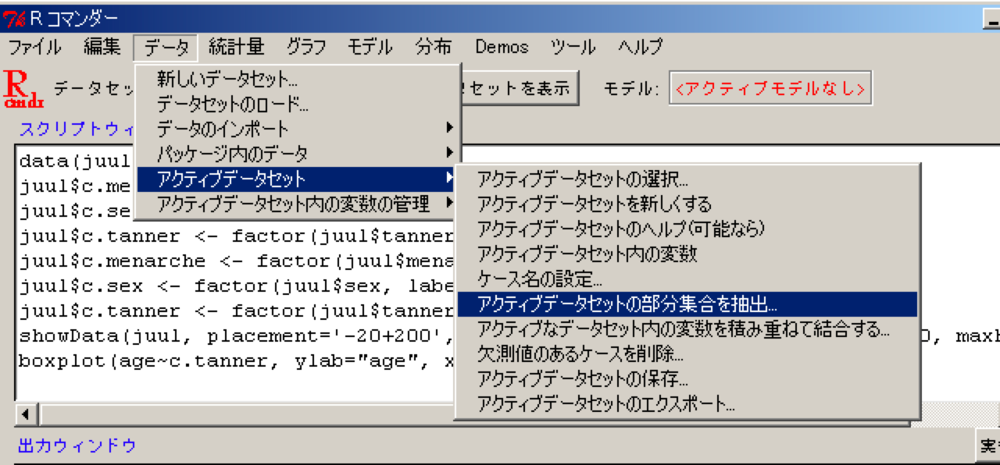 R コマンダー
ファイル 編集 データ 統計量 グラフ モデル 分布 Demos ツール ヘルプ
R cmdr データセッ セットを表示 モデル: <アクティブモデルなし>
新しいデータセット...
データセットのロード...
データのインポート
パッケージ内のデータ
アクティブデータセット
アクティブデータセット内の変数の管理
アクティブデータセットの選択...
アクティブデータセットを新しくする
アクティブデータセットのヘルプ(可能なら)
アクティブデータセット内の変数
ケース名の設定...
アクティブデータセットの部分集合を抽出...
アクティブなデータセット内の変数を積み重ねて結合する...
欠測値のあるケースを削除...
アクティブデータセットの保存...
アクティブデータセットのエクスポート...
スクリプトウィ
data(juul
juul$c.me
juul$c.se
juul$c.tanner <- factor(juul$tanner
juul$c.menarche <- factor(juul$mena
juul$c.sex <- factor(juul$sex, labe
juul$c.tanner <- factor(juul$tanner
showData(juul, placement='-20+200', 0, maxh
boxplot(age~c.tanner, ylab="age", x
出力ウィンドウ
実